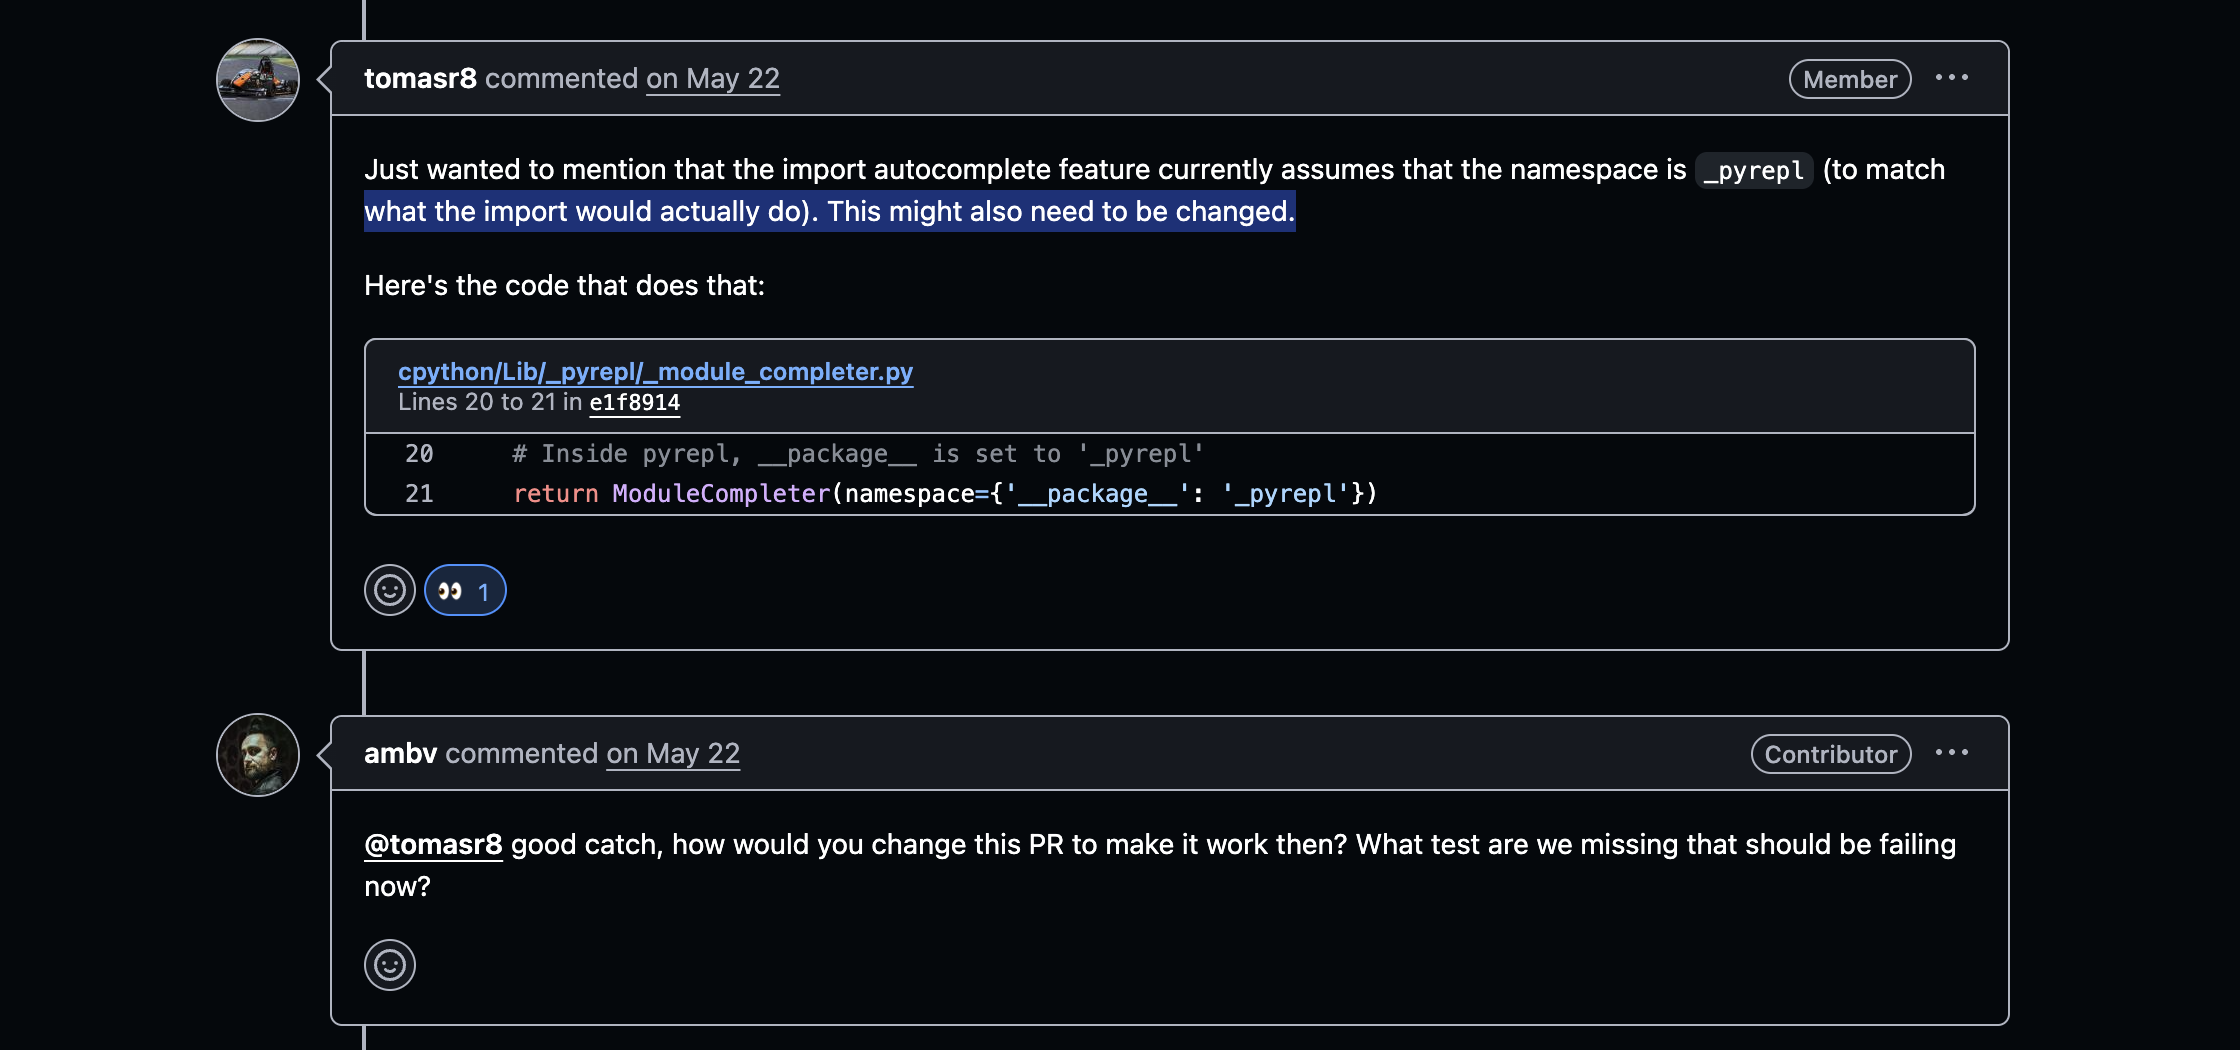 tomasr8 commented on May 22
Member
Just wanted to mention that the import autocomplete feature currently assumes that the namespace is _pyrepl (to match
what the import would actually do). This might also need to be changed.
Here's the code that does that:
cpython/Lib/_pyrepl/_module_completer.py
Lines 20 to 21 in e1f8914
20 # Inside pyrepl, __package__ is set to '_pyrepl'
21 return ModuleCompleter(namespace={'__package__': '_pyrepl'})
👀 1
ambv commented on May 22
Contributor
@tomasr8 good catch, how would you change this PR to make it work then? What test are we missing that should be failing
now?